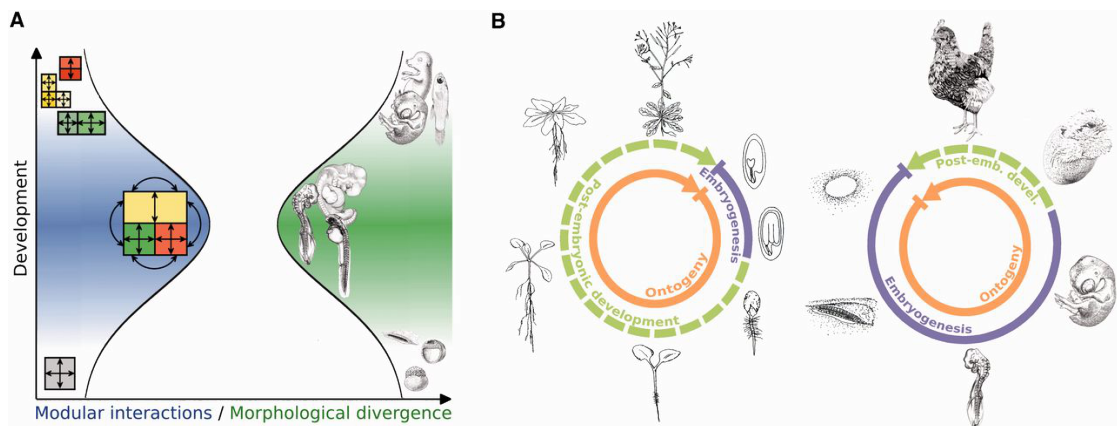 A
Development
Modular interactions / Morphological divergence
B
Embryogenesis
Post-embryonic development
Ontogeny
Post-emb. devel.
Embryogenesis
Ontogeny